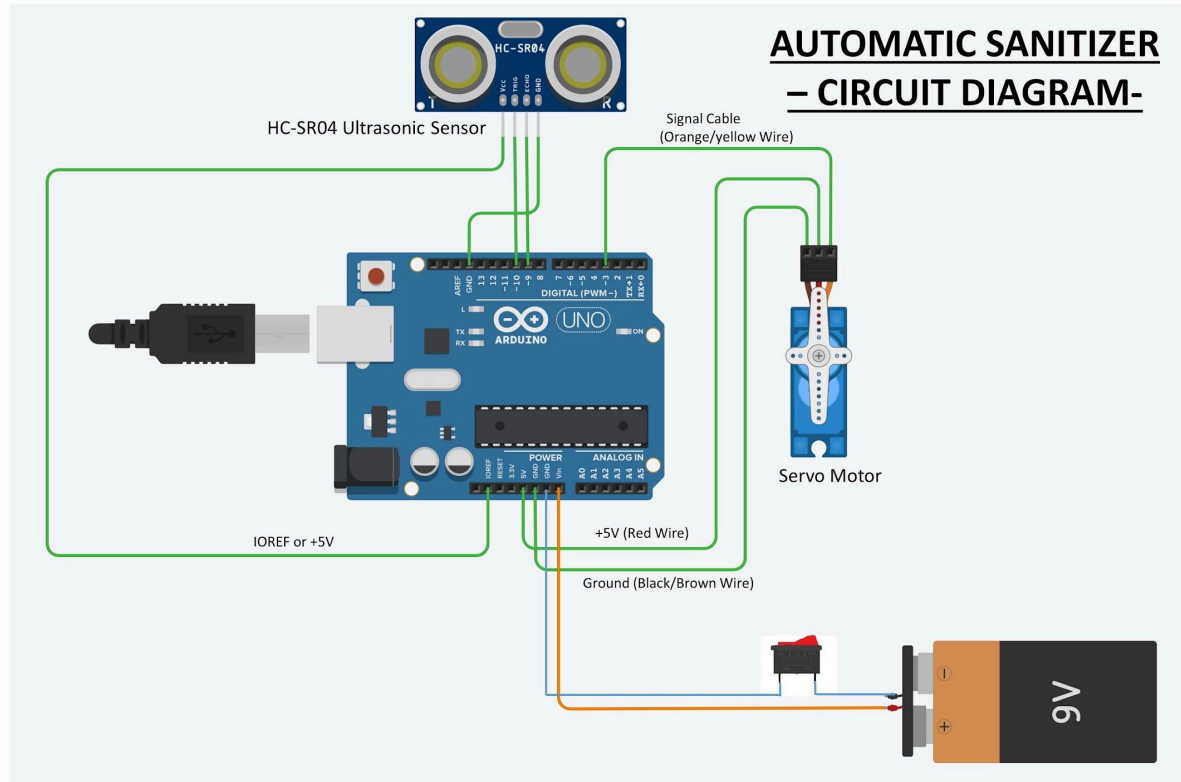 AUTOMATIC SANITIZER
– CIRCUIT DIAGRAM-
HC-SR04
Vcc
TRIG
ECHO
GND
T
R
HC-SR04 Ultrasonic Sensor
Signal Cable
(Orange/yellow Wire)
AREF
GND
13
12
~11
~10
~9
8
7
~6
~5
4
~3
2
TX→1
RX←0
DIGITAL (PWM~)
L
TX
RX
ARDUINO
UNO
ON
POWER
ANALOG IN
IOREF
RESET
3.3V
5V
GND
GND
Vin
A0
A1
A2
A3
A4
A5
Servo Motor
IOREF or +5V
+5V (Red Wire)
Ground (Black/Brown Wire)
9V